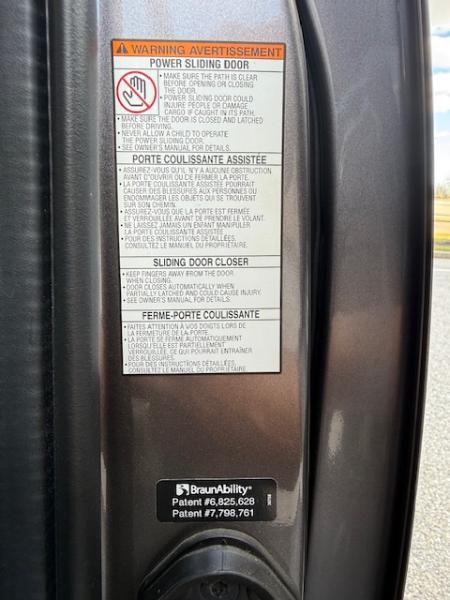 WARNING AVERTISSEMENT
POWER SLIDING DOOR
• MAKE SURE THE PATH IS CLEAR
BEFORE OPENING OR CLOSING
THE DOOR.
• POWER SLIDING DOOR COULD
INJURE PEOPLE OR DAMAGE
CARGO IF CAUGHT IN ITS PATH.
• MAKE SURE THE DOOR IS CLOSED AND LATCHED
BEFORE DRIVING.
• NEVER ALLOW A CHILD TO OPERATE
THE POWER SLIDING DOOR.
• SEE OWNER'S MANUAL FOR DETAILS.
PORTE COULISSANTE ASSISTÉE
• ASSUREZ-VOUS QU'IL N'Y A AUCUNE OBSTRUCTION
AVANT D'OUVRIR OU DE FERMER LA PORTE.
• LA PORTE COULISSANTE ASSISTÉE POURRAIT
CAUSER DES BLESSURES AUX PERSONNES OU
ENDOMMAGER LES OBJETS QUI SE TROUVENT
SUR SON CHEMIN.
• ASSUREZ-VOUS QUE LA PORTE EST FERMÉE
ET VERROUILLÉE AVANT DE PRENDRE LE VOLANT.
• NE LAISSEZ JAMAIS UN ENFANT MANIPULER
LA PORTE COULISSANTE ASSISTÉE
• POUR DES INSTRUCTIONS DÉTAILLÉES,
CONSULTEZ LE MANUEL DU PROPRIÉTAIRE.
SLIDING DOOR CLOSER
• KEEP FINGERS AWAY FROM THE DOOR
WHEN CLOSING.
• DOOR CLOSES AUTOMATICALLY WHEN
PARTIALLY LATCHED AND COULD CAUSE INJURY.
• SEE OWNER'S MANUAL FOR DETAILS.
FERME-PORTE COULISSANTE
• FAITES ATTENTION À VOS DOIGTS LORS DE
LA FERMETURE DE LA PORTE.
• LA PORTE SE FERME AUTOMATIQUEMENT
LORSQU'ELLE EST PARTIELLEMENT
VERROUILLÉE, CE QUI POURRAIT ENTRAÎNER
DES BLESSURES.
• POUR DES INSTRUCTIONS DÉTAILLÉES,
CONSULTEZ LE MANUEL DU PROPRIÉTAIRE.
BraunAbility®
Patent #6,825,628
Patent #7,798,761